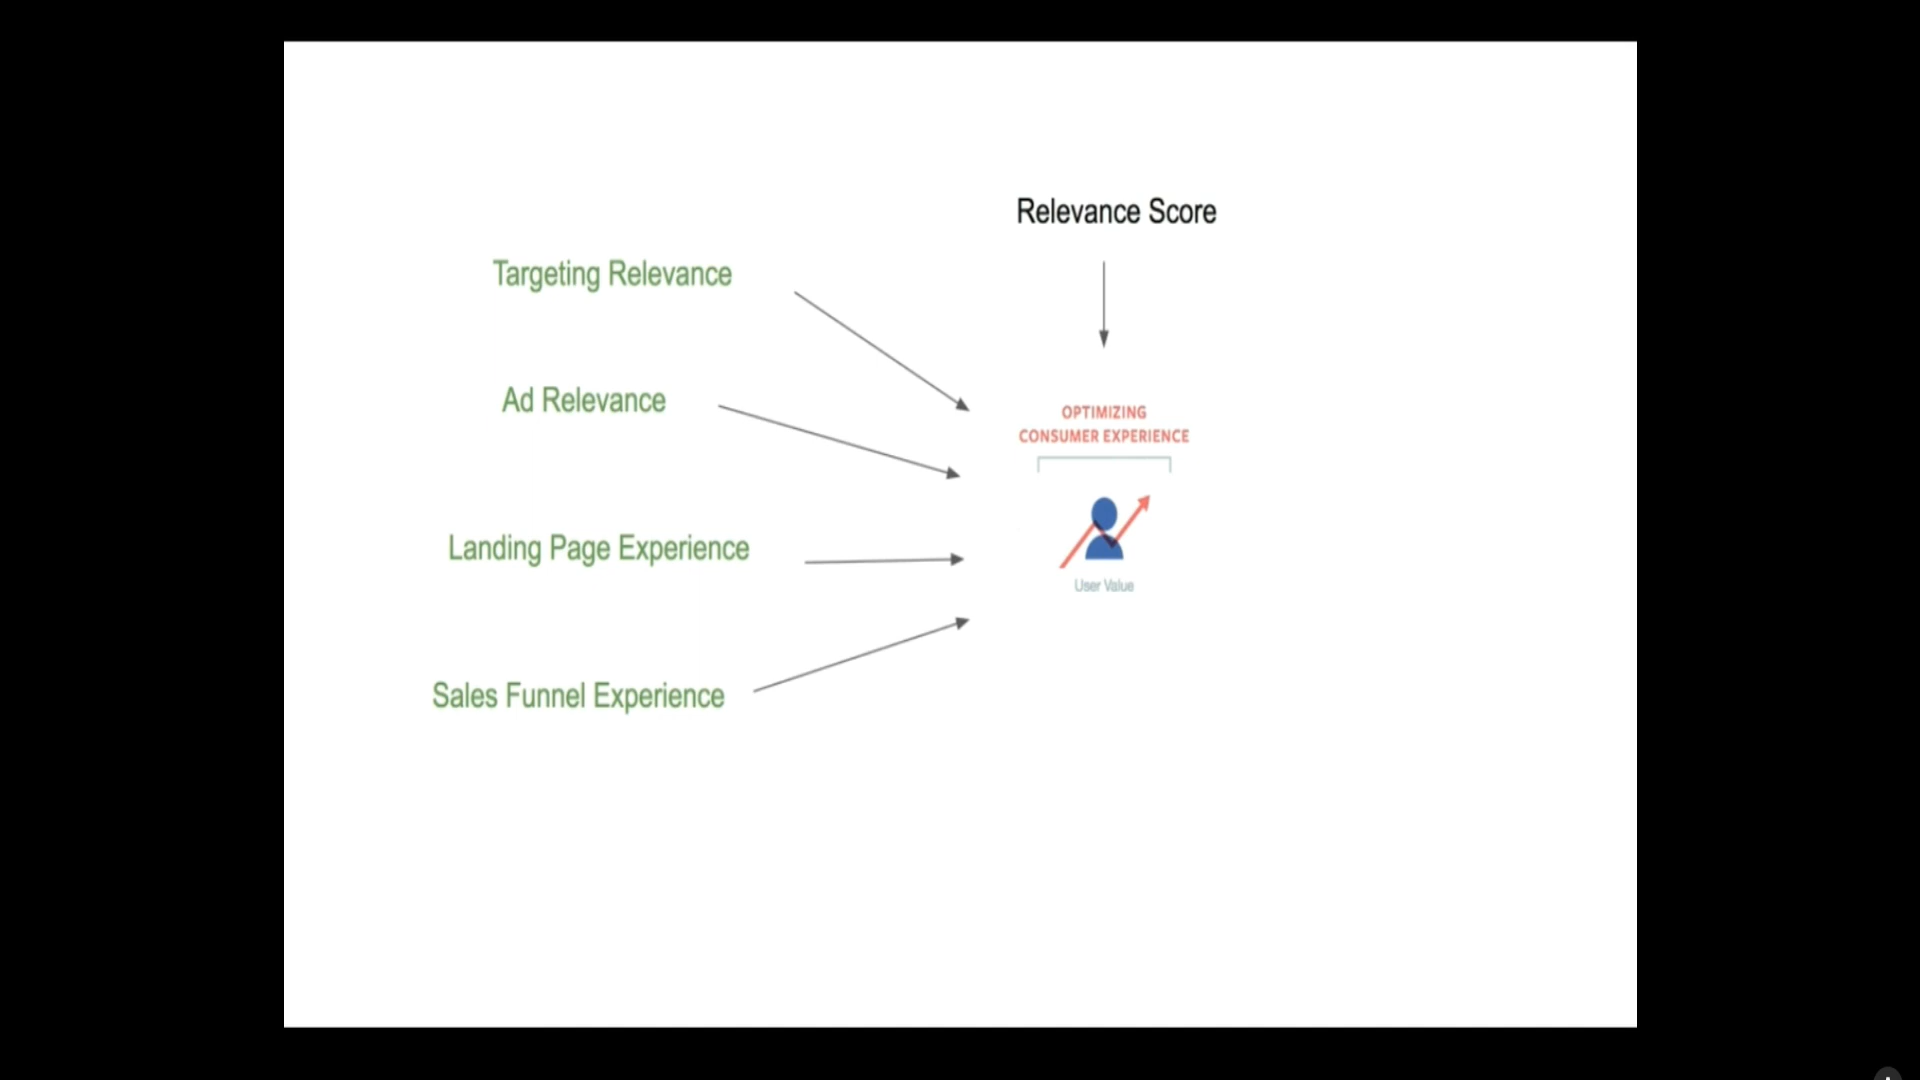 Relevance Score
Targeting Relevance
Ad Relevance
OPTIMIZING
CONSUMER EXPERIENCE
Landing Page Experience
User Value
Sales Funnel Experience